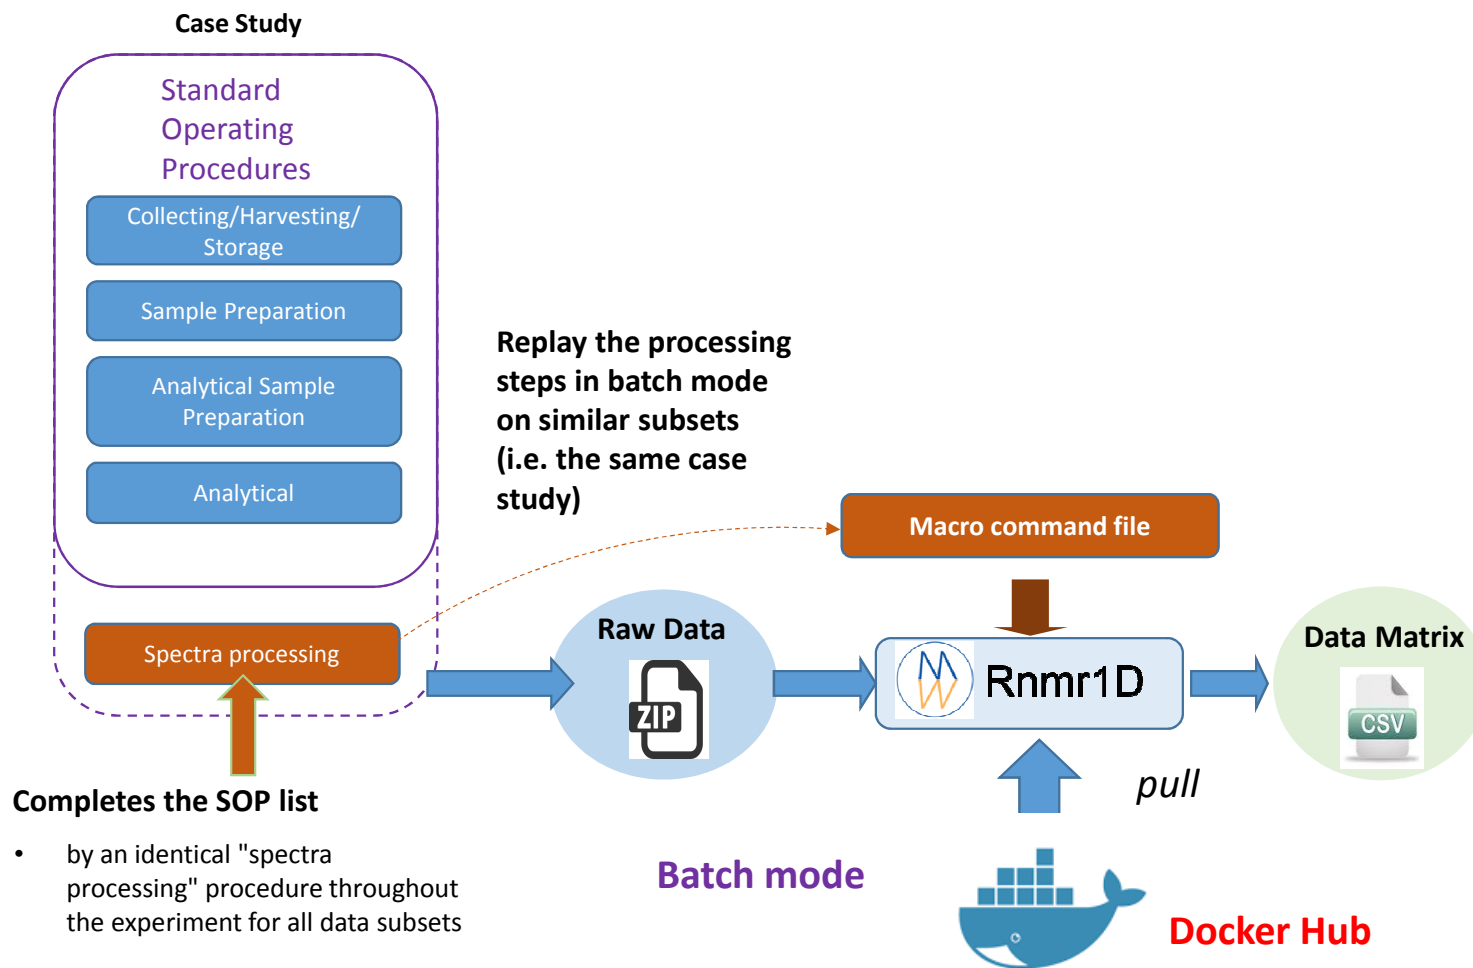 Case Study
Standard
Operating
Procedures
Collecting/Harvesting/
Storage
Sample Preparation
Analytical Sample
Preparation
Analytical
Spectra processing
Completes the SOP list
• by an identical "spectra
processing" procedure throughout
the experiment for all data subsets
Replay the processing
steps in batch mode
on similar subsets
(i.e. the same case
study)
Macro command file
Raw Data
ZIP
Rnmr1D
Data Matrix
CSV
pull
Batch mode
Docker Hub